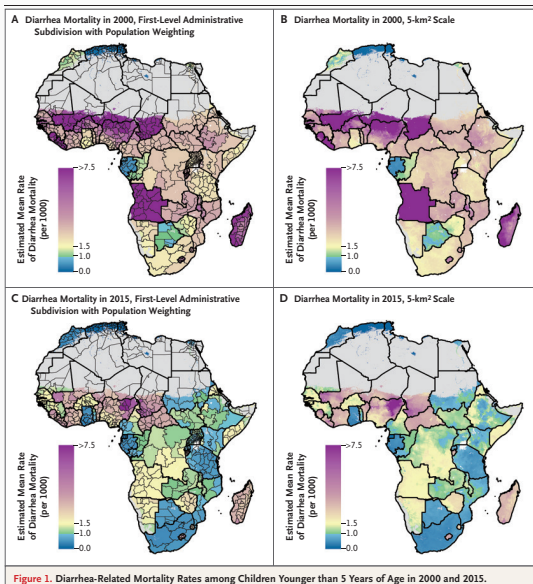 A Diarrhea Mortality in 2000, First-Level Administrative
Subdivision with Population Weighting
Estimated Mean Rate
of Diarrhea Mortality
(per 1000)
>7.5
1.5
1.0
0.0
B Diarrhea Mortality in 2000, 5-km² Scale
Estimated Mean Rate
of Diarrhea Mortality
(per 1000)
>7.5
1.5
1.0
0.0
C Diarrhea Mortality in 2015, First-Level Administrative
Subdivision with Population Weighting
Estimated Mean Rate
of Diarrhea Mortality
(per 1000)
>7.5
1.5
1.0
0.0
D Diarrhea Mortality in 2015, 5-km² Scale
Estimated Mean Rate
of Diarrhea Mortality
(per 1000)
>7.5
1.5
1.0
0.0
Figure 1. Diarrhea-Related Mortality Rates among Children Younger than 5 Years of Age in 2000 and 2015.